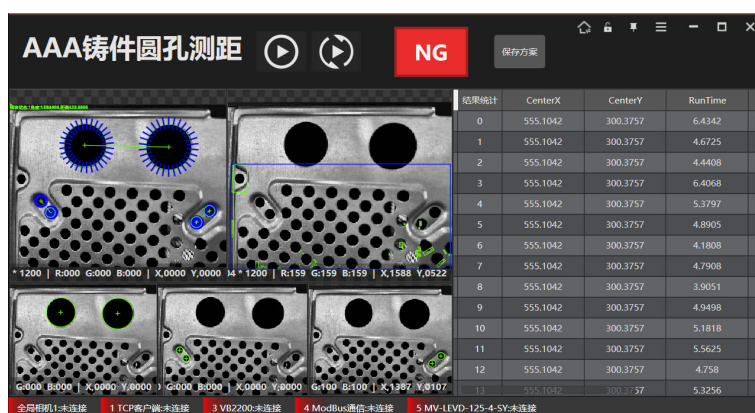 AAA铸件圆孔测距
NG
保存方案
结果统计 CenterX CenterY RunTime
0 555.1042 300.3757 6.4342
1 555.1042 300.3757 4.6725
2 555.1042 300.3757 4.4408
3 555.1042 300.3757 6.4068
4 555.1042 300.3757 5.3797
5 555.1042 300.3757 4.8905
6 555.1042 300.3757 4.1808
7 555.1042 300.3757 4.7908
8 555.1042 300.3757 3.9051
9 555.1042 300.3757 4.9498
10 555.1042 300.3757 5.1818
11 555.1042 300.3757 5.5625
12 555.1042 300.3757 4.758
13 555.1042 300.3757 5.3256
* 1200 | R:000 G:000 B:000 | X,0000 Y,0000
04 * 1200 | R:159 G:159 B:159 | X,1588 Y,0522
G:000 B:000 | X,0000 Y,0000
G:000 B:000 | X,0000 Y,0000
G:100 B:100 | X,1387 Y,0107
全局相机1:未连接 1 TCP客户端:未连接 3 VB2200:未连接 4 ModBus通信:未连接 5 MV-LEVD-125-4-SY:未连接